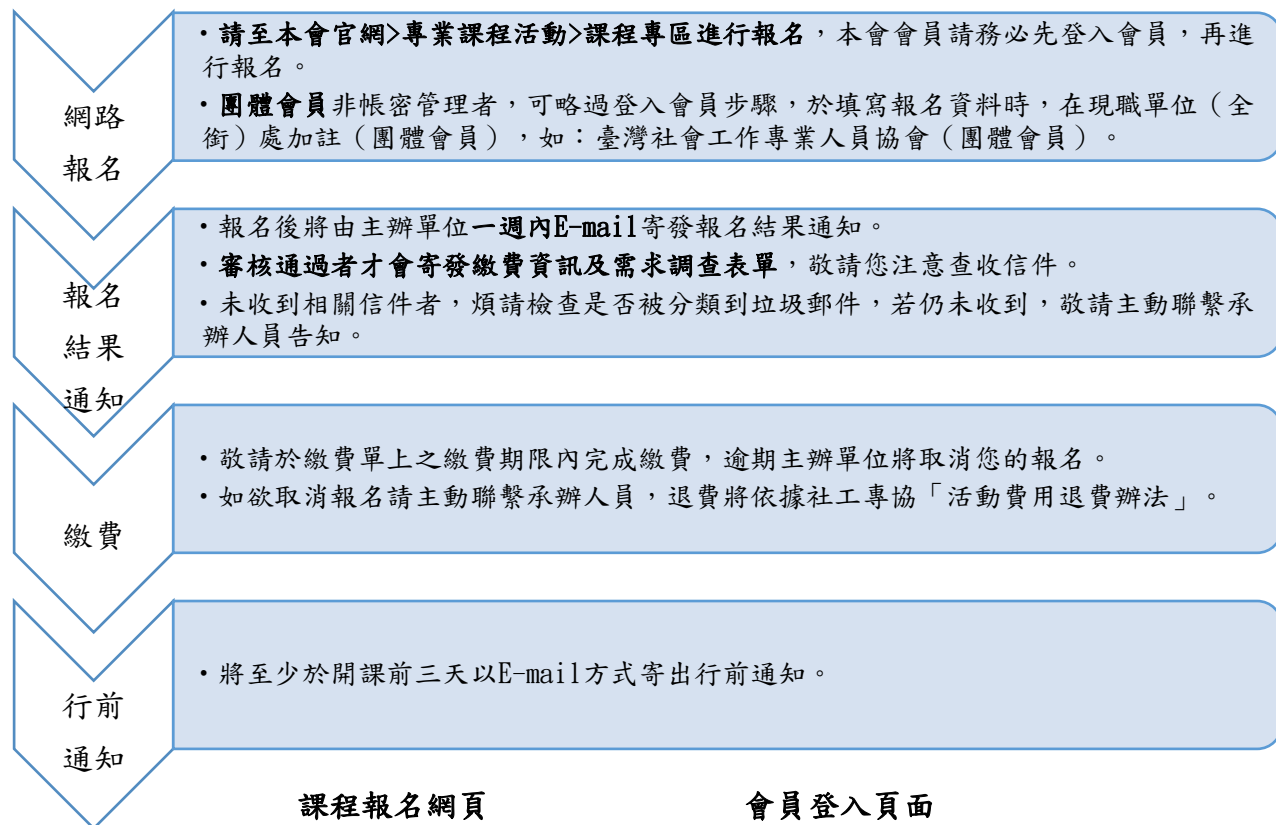 網路
報名
・請至本會官網>專業課程活動>課程專區進行報名，本會會員請務必先登入會員，再進
行報名。
・團體會員非帳密管理者，可略過登入會員步驟，於填寫報名資料時，在現職單位（全
銜）處加註（團體會員），如：臺灣社會工作專業人員協會（團體會員）。
報名
結果
通知
・報名後將由主辦單位一週內E-mail寄發報名結果通知。
・審核通過者才會寄發繳費資訊及需求調查表單，敬請您注意查收信件。
・未收到相關信件者，煩請檢查是否被分類到垃圾郵件，若仍未收到，敬請主動聯繫承
辦人員告知。
繳費
・敬請於繳費單上之繳費期限內完成繳費，逾期主辦單位將取消您的報名。
・如欲取消報名請主動聯繫承辦人員，退費將依據社工專協「活動費用退費辦法」。
行前
通知
・將至少於開課前三天以E-mail方式寄出行前通知。
課程報名網頁
會員登入頁面